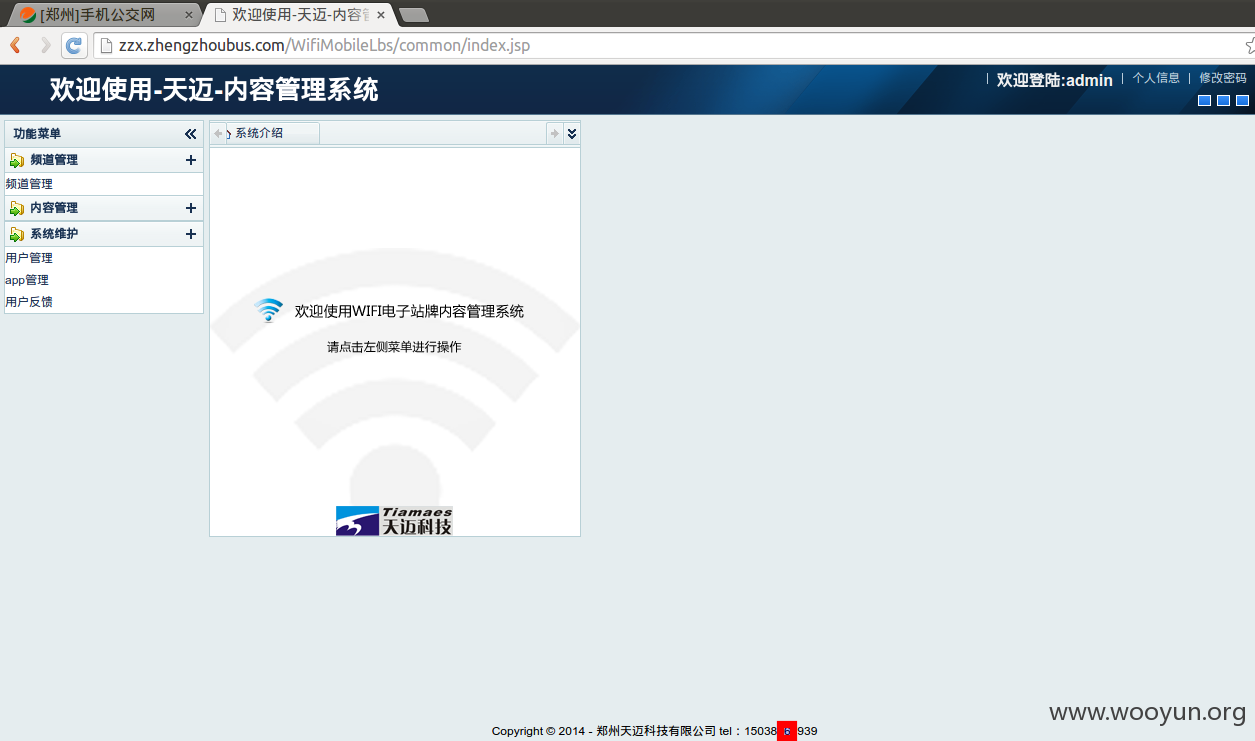 [郑州]手机公交网
欢迎使用-天迈-内容
zzx.zhengzhoubus.com/WifiMobileLbs/common/index.jsp
欢迎使用-天迈-内容管理系统
欢迎登陆:admin
个人信息
修改密码
功能菜单
系统介绍
频道管理
频道管理
内容管理
系统维护
用户管理
app管理
用户反馈
欢迎使用WIFI电子站牌内容管理系统
请点击左侧菜单进行操作
Tiamaes
天迈科技
www.wooyun.org
Copyright © 2014 - 郑州天迈科技有限公司 tel：15038 6 939